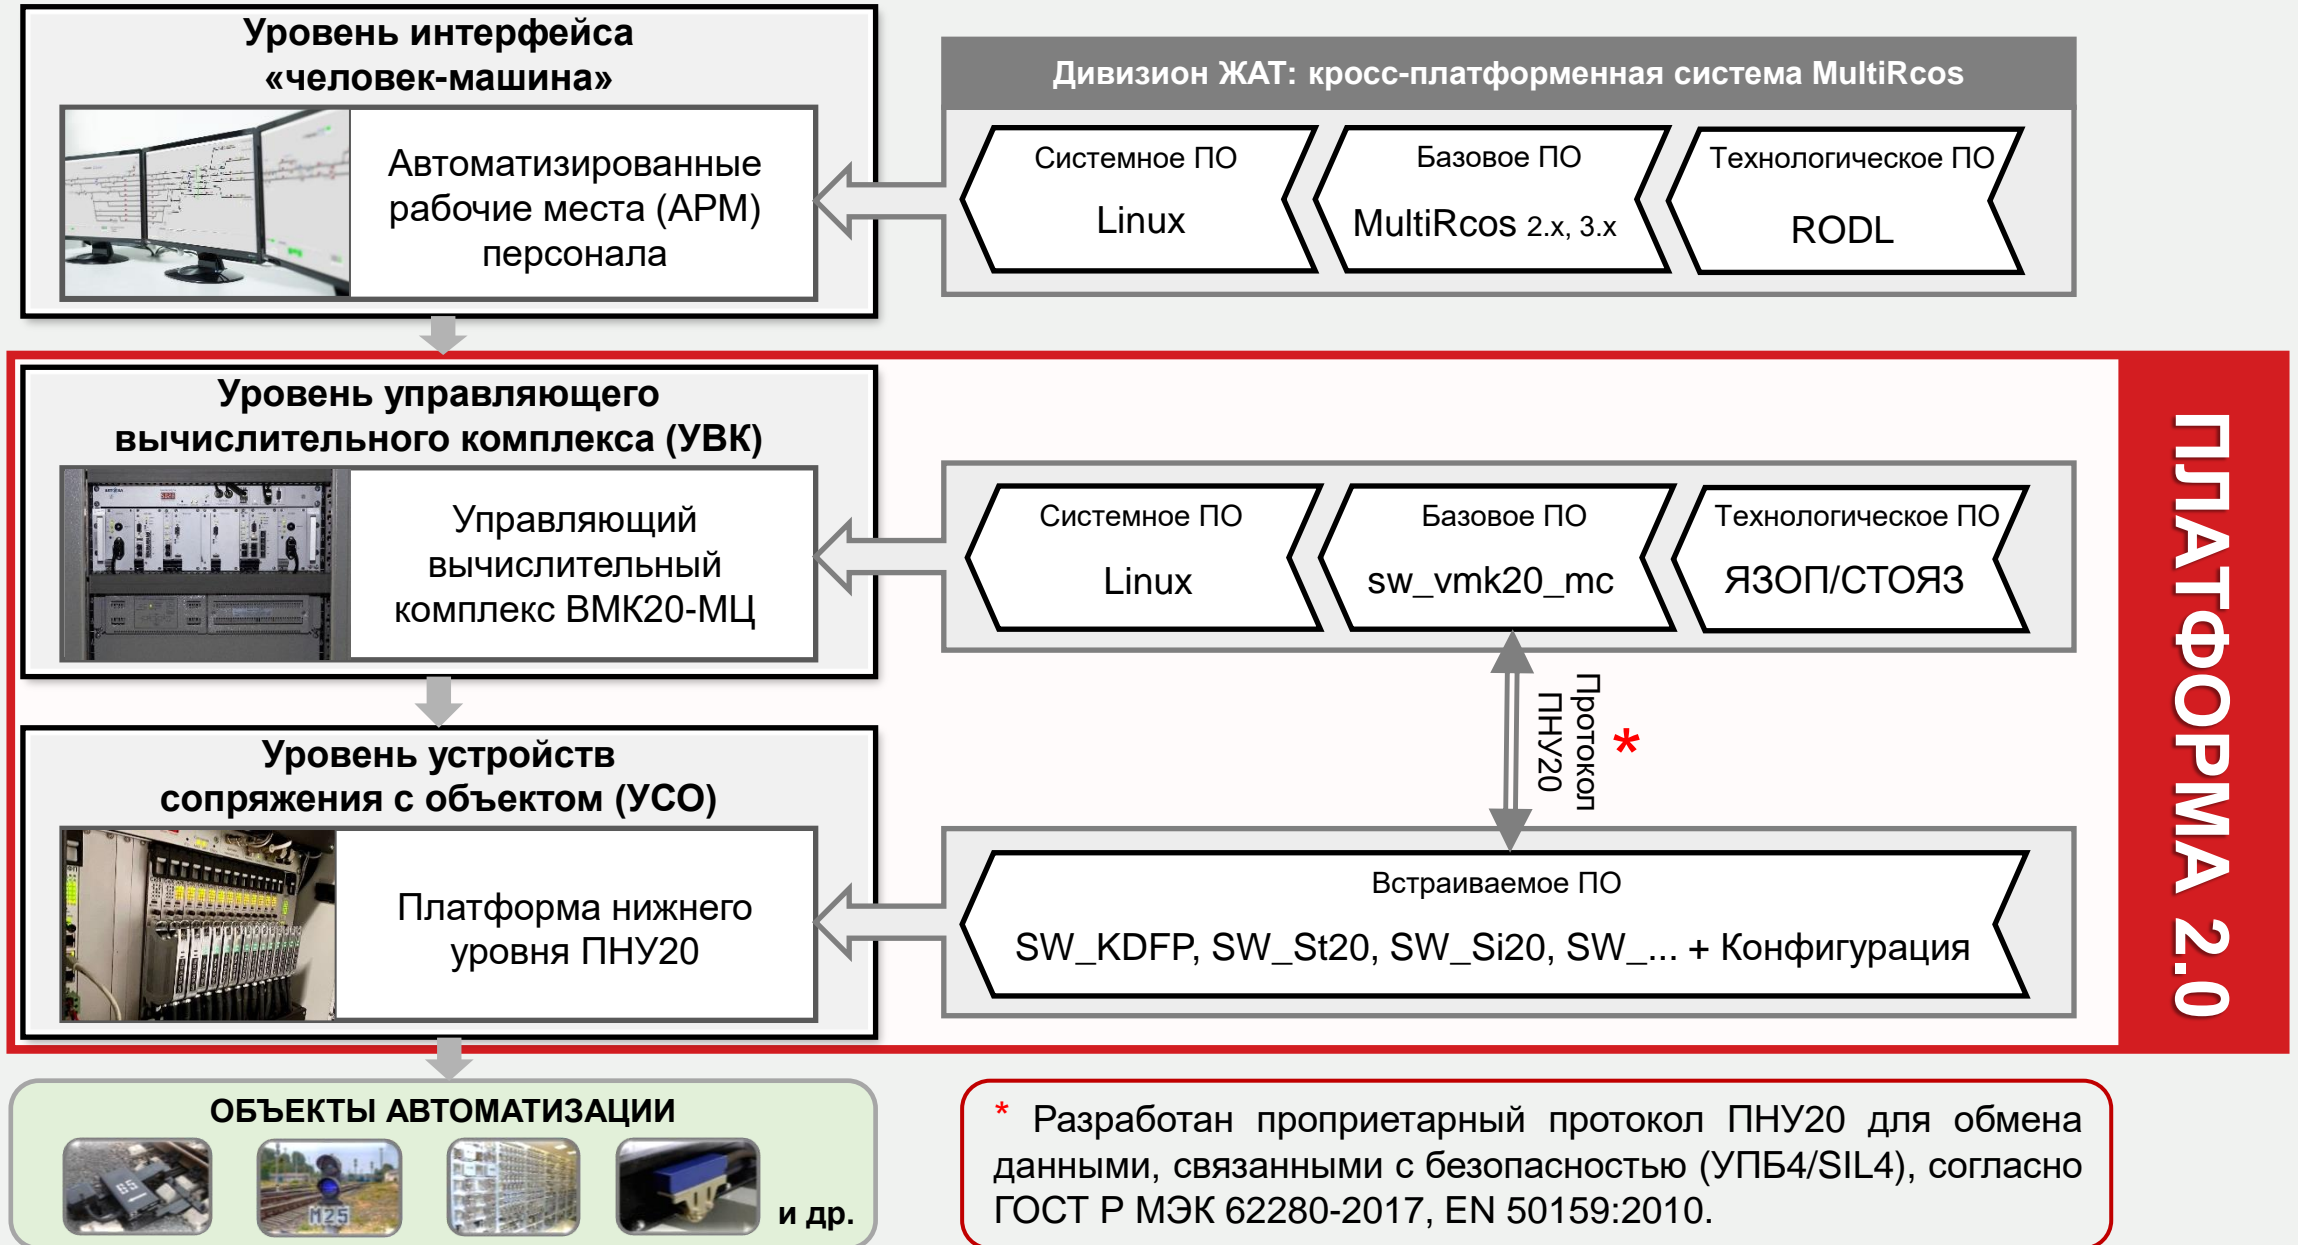 Уровень интерфейса
«человек-машина»
Автоматизированные
рабочие места (АРМ)
персонала
Дивизион ЖАТ: кросс-платформенная система MultiRcos
Системное ПО
Linux
Базовое ПО
MultiRcos 2.x, 3.x
Технологическое ПО
RODL
Уровень управляющего
вычислительного комплекса (УВК)
Управляющий
вычислительный
комплекс ВМК20-МЦ
Системное ПО
Linux
Базовое ПО
sw_vmk20_mc
Технологическое ПО
ЯЗОП/СТОЯЗ
Протокол
ПНУ20
*
Уровень устройств
сопряжения с объектом (УСО)
Платформа нижнего
уровня ПНУ20
Встраиваемое ПО
SW_KDFP, SW_St20, SW_Si20, SW_... + Конфигурация
ПЛАТФОРМА 2.0
ОБЪЕКТЫ АВТОМАТИЗАЦИИ
65
М25
и др.
* Разработан проприетарный протокол ПНУ20 для обмена
данными, связанными с безопасностью (УПБ4/SIL4), согласно
ГОСТ Р МЭК 62280-2017, EN 50159:2010.